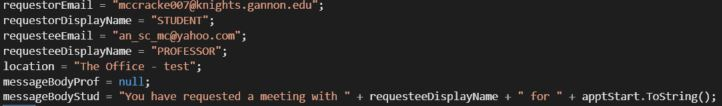 requestorEmail = "mccracke007@knights.gannon.edu";
requestorDisplayName = "STUDENT";
requesteeEmail = "an_sc_mc@yahoo.com";
requesteeDisplayName = "PROFESSOR";
location = "The Office - test";
messageBodyProf = null;
messageBodyStud = "You have requested a meeting with " + requesteeDisplayName + " for " + apptStart.ToString();